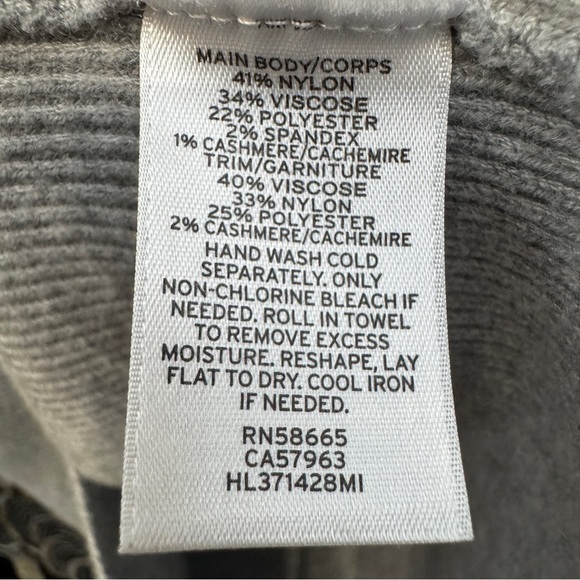 MAIN BODY/CORPS
41% NYLON
34% VISCOSE
22% POLYESTER
2% SPANDEX
1% CASHMERE/CACHEMIRE
TRIM/GARNITURE
40% VISCOSE
33% NYLON
25% POLYESTER
2% CASHMERE/CACHEMIRE
HAND WASH COLD
SEPARATELY. ONLY
NON-CHLORINE BLEACH IF
NEEDED. ROLL IN TOWEL
TO REMOVE EXCESS
MOISTURE. RESHAPE, LAY
FLAT TO DRY. COOL IRON
IF NEEDED.
RN58665
CA57963
HL371428MI